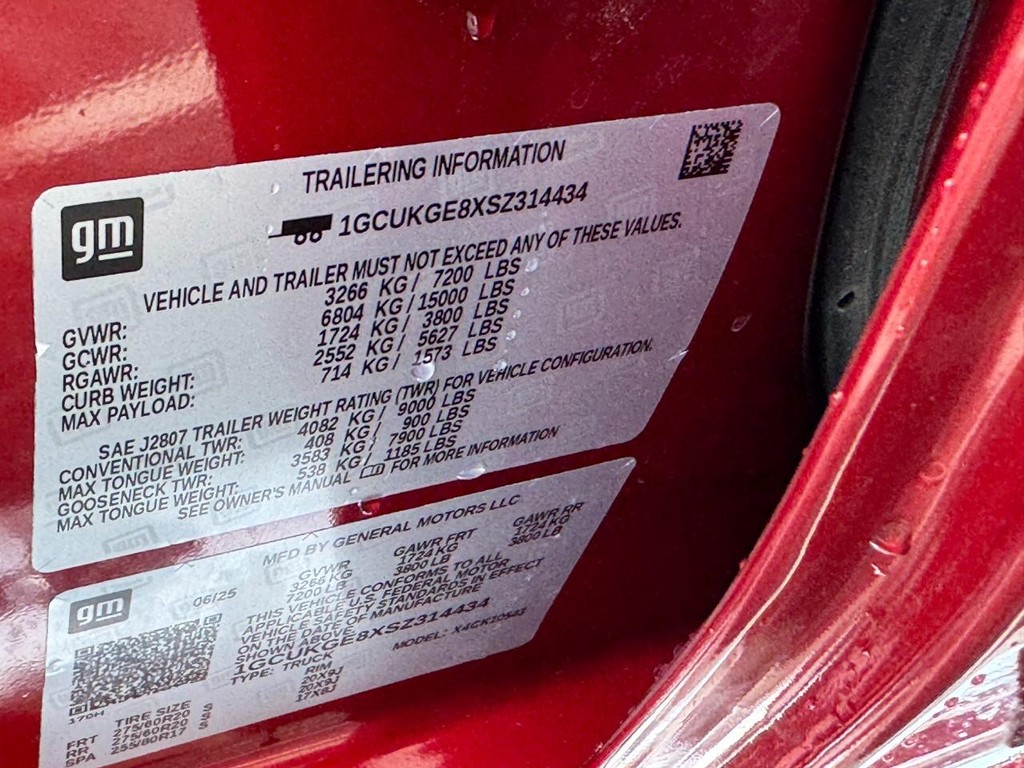 gm
TRAILERING INFORMATION
1GCUKGE8XSZ314434
VEHICLE AND TRAILER MUST NOT EXCEED ANY OF THESE VALUES.
GVWR: 3266 KG / 7200 LBS
GCWR: 6804 KG / 15000 LBS
RGAWR: 1724 KG / 3800 LBS
CURB WEIGHT: 2552 KG / 5627 LBS
MAX PAYLOAD: 714 KG / 1573 LBS
SAE J2807 TRAILER WEIGHT RATING (TWR) FOR VEHICLE CONFIGURATION.
CONVENTIONAL TWR: 4082 KG / 9000 LBS
MAX TONGUE WEIGHT: 408 KG / 900 LBS
GOOSENECK TWR: 3583 KG / 7900 LBS
MAX TONGUE WEIGHT: 538 KG / 1185 LBS
SEE OWNER'S MANUAL FOR MORE INFORMATION
gm
MFD BY GENERAL MOTORS LLC
06/25 GVWR GAWR FRT GAWR RR
3266 KG 1724 KG 1724 KG
7200 LB 3800 LB 3800 LB
THIS VEHICLE CONFORMS TO ALL
APPLICABLE U.S. FEDERAL MOTOR
VEHICLE SAFETY STANDARDS IN EFFECT
ON THE DATE OF MANUFACTURE
SHOWN ABOVE
1GCUKGE8XSZ314434
TYPE: TRUCK MODEL:
170H
TIRE SIZE RIM
FRT 275/60R20 S 20X9J
RR 275/60R20 S 20X9J
SPA 255/80R17 S 17X8J